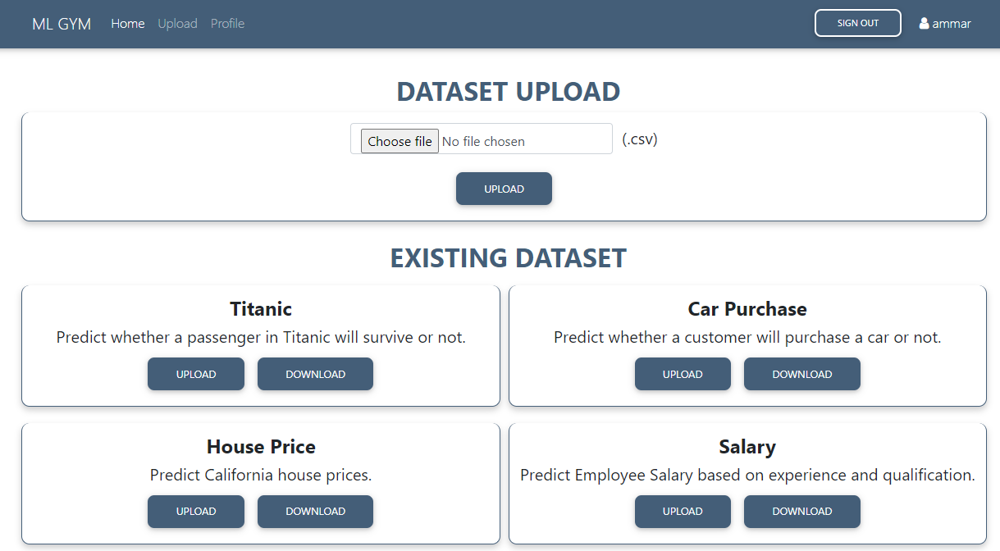 ML GYM Home Upload Profile SIGN OUT ammar
DATASET UPLOAD
Choose file No file chosen (.csv)
UPLOAD
EXISTING DATASET
Titanic
Predict whether a passenger in Titanic will survive or not.
UPLOAD DOWNLOAD
Car Purchase
Predict whether a customer will purchase a car or not.
UPLOAD DOWNLOAD
House Price
Predict California house prices.
UPLOAD DOWNLOAD
Salary
Predict Employee Salary based on experience and qualification.
UPLOAD DOWNLOAD